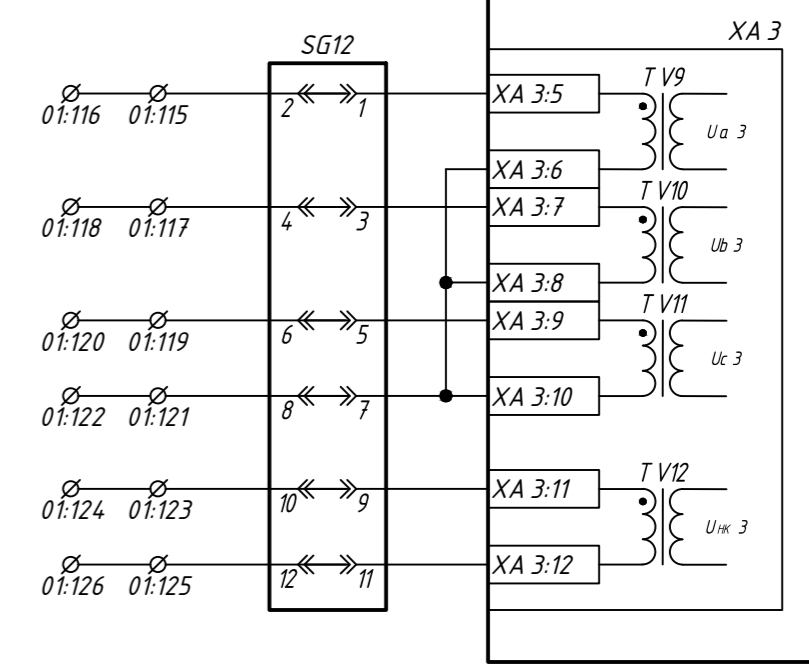 XA 3
SG12
T V9
01:116 01:115 2 1 XA 3:5
Ua 3
XA 3:6
T V10
01:118 01:117 4 3 XA 3:7
Ub 3
XA 3:8
T V11
01:120 01:119 6 5 XA 3:9
Uc 3
01:122 01:121 8 7 XA 3:10
T V12
01:124 01:123 10 9 XA 3:11
Uнк 3
01:126 01:125 12 11 XA 3:12